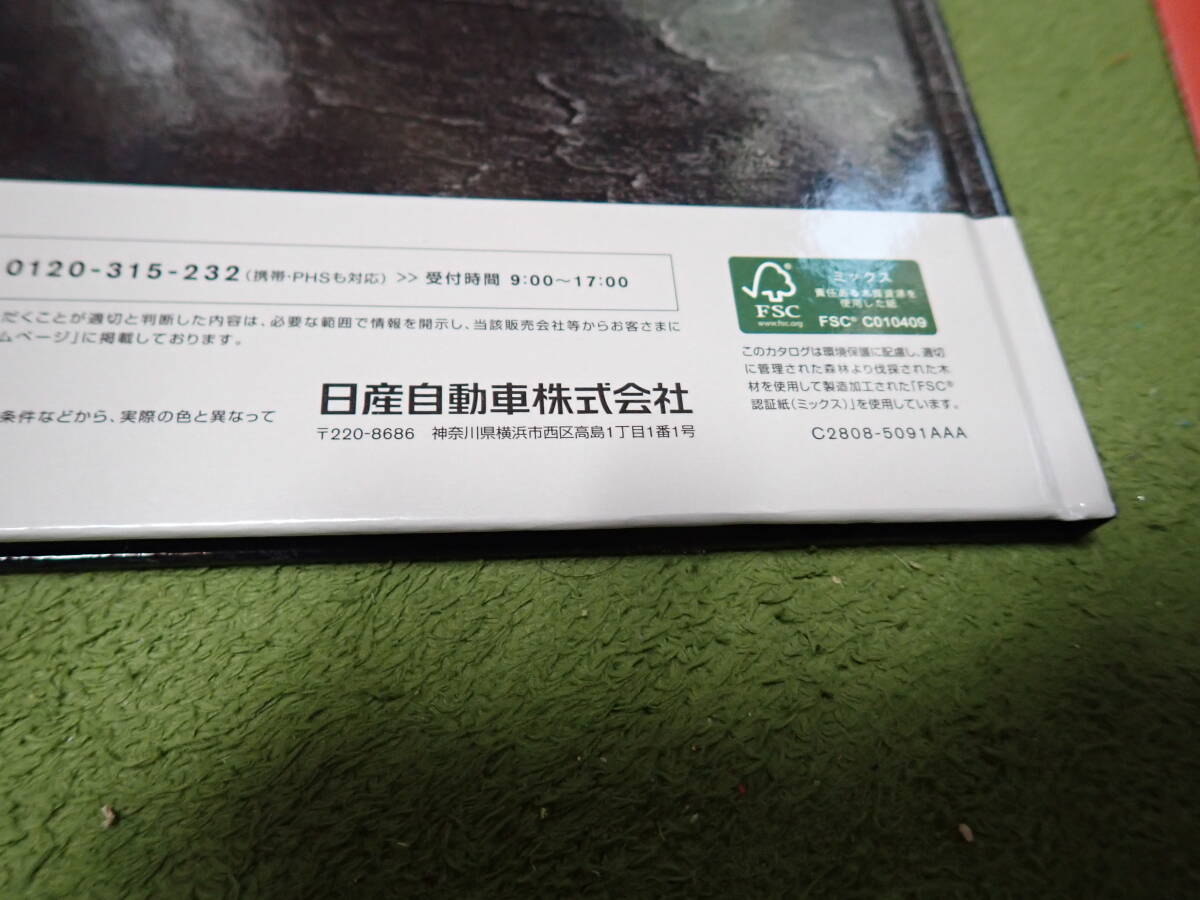 0120-315-232(携帯・PHSも対応) >> 受付時間 9:00〜17:00
だくことが適切と判断した内容は、必要な範囲で情報を開示し、当該販売会社等からお客さまに
ムページ」に掲載しております。
条件などから、実際の色と異なって
日産自動車株式会社
〒220-8686 神奈川県横浜市西区高島1丁目1番1号
FSC
www.fsc.org
ミックス
責任ある木質資源を
使用した紙
FSC® C010409
このカタログは環境保護に配慮し、適切
に管理された森林より伐採された木
材を使用して製造加工された「FSC®
認証紙(ミックス)」を使用しています。
C2808-5091AAA